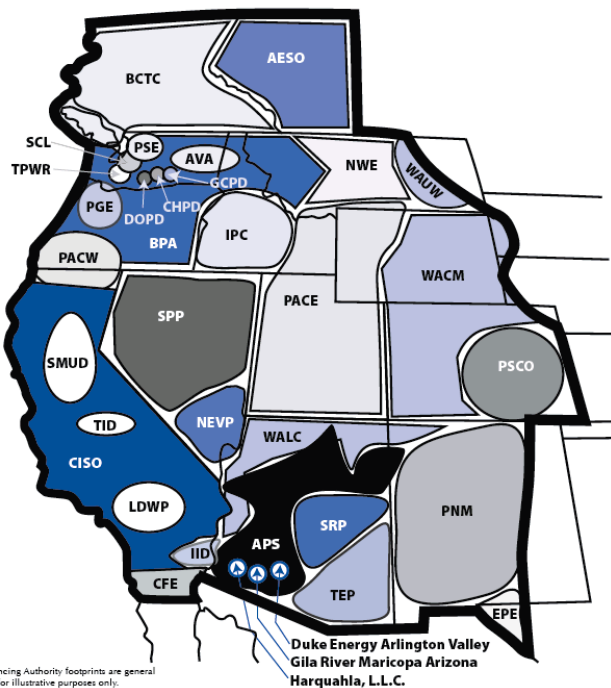 BCTC
AESO
SCL
PSE
TPWR
AVA
NWE
WAUW
GCPD
CHPD
DOPD
PGE
BPA
IPC
PACW
WACM
PACE
SPP
SMUD
PSCO
NEVP
TID
WALC
CISO
LDWP
PNM
SRP
APS
IID
CFE
TEP
EPE
Duke Energy Arlington Valley
Gila River Maricopa Arizona
Harquahla, L.L.C.
ncing Authority footprints are general
or illustrative purposes only.